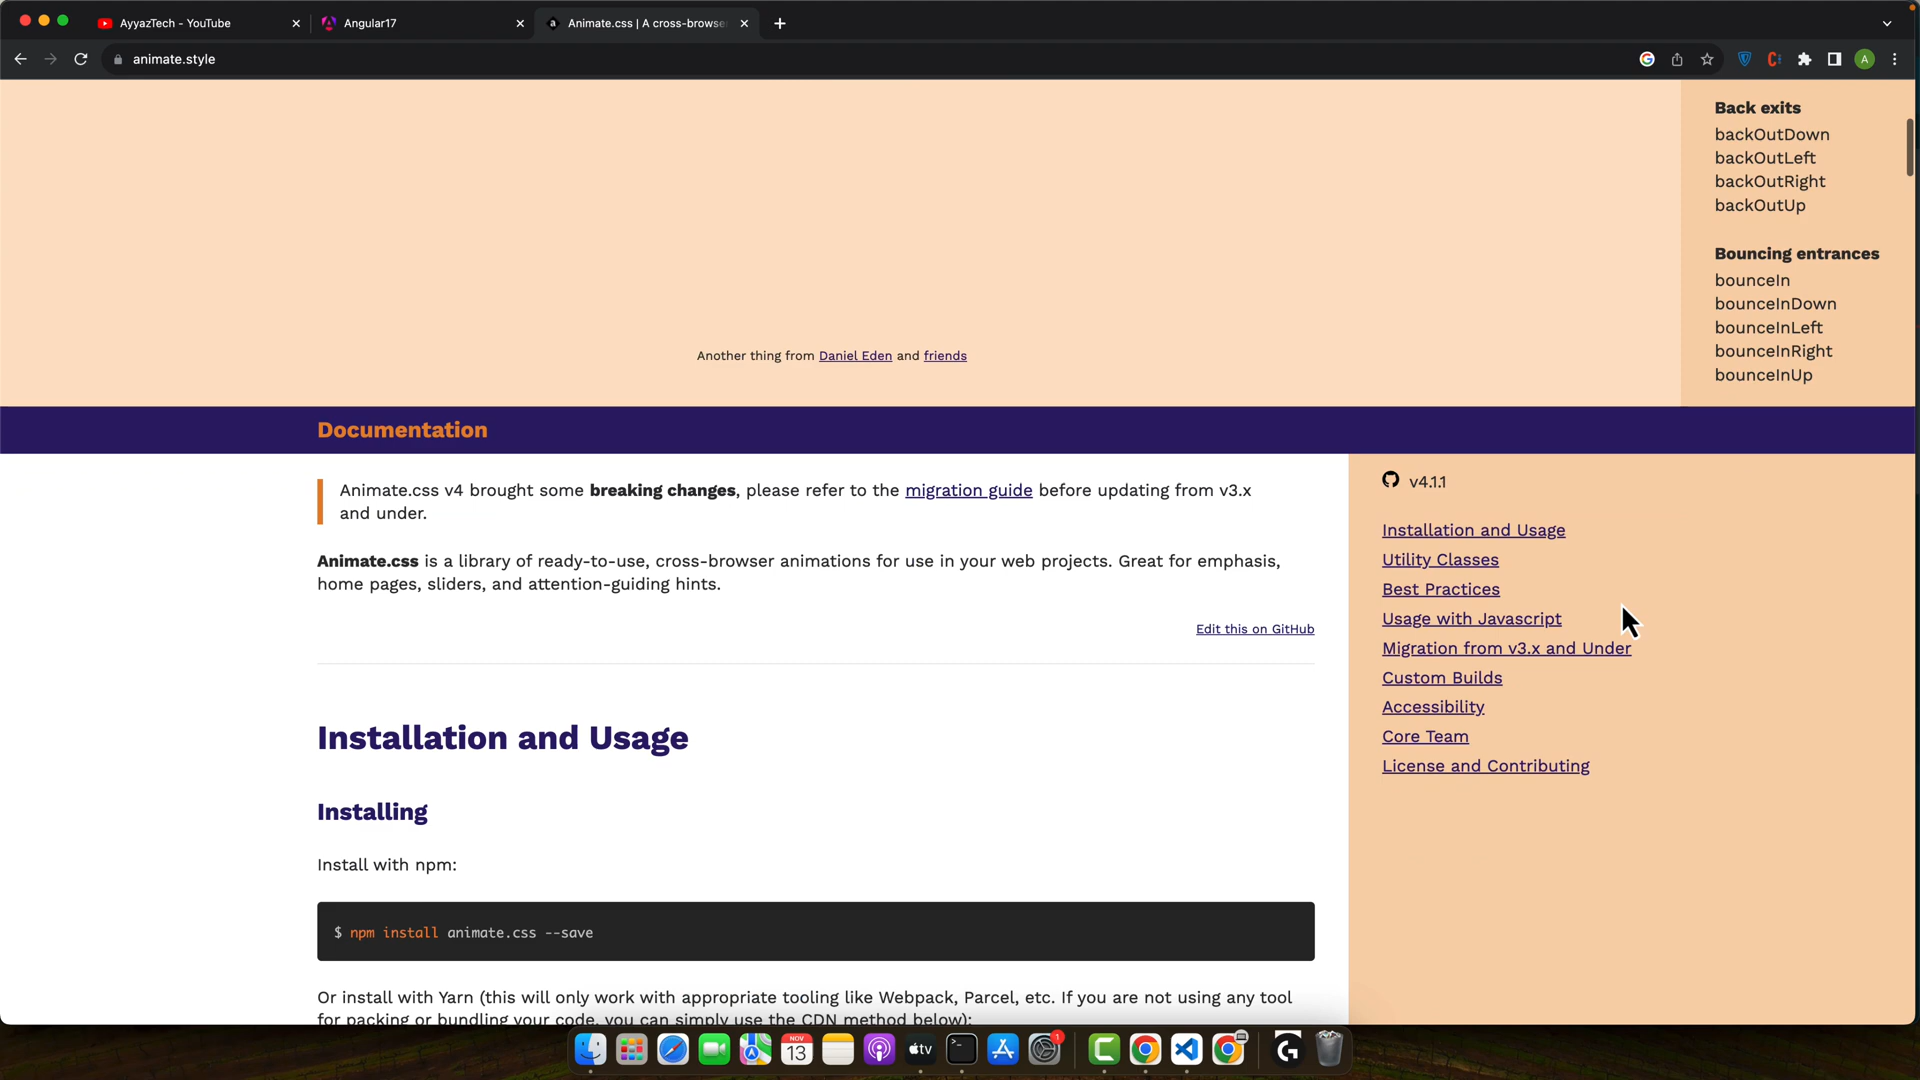 AyyazTech - YouTube
Angular17
Animate.css | A cross-browse
animate.style
A
Back exits
backOutDown
backOutLeft
backOutRight
backOutUp
Bouncing entrances
bounceIn
bounceInDown
bounceInLeft
bounceInRight
bounceInUp
Another thing from Daniel Eden and friends
Documentation
Animate.css v4 brought some breaking changes, please refer to the migration guide before updating from v3.x
and under.
Animate.css is a library of ready-to-use, cross-browser animations for use in your web projects. Great for emphasis,
home pages, sliders, and attention-guiding hints.
Edit this on GitHub
Installation and Usage
Installing
Install with npm:
$ npm install animate.css --save
Or install with Yarn (this will only work with appropriate tooling like Webpack, Parcel, etc. If you are not using any tool
for packing or bundling your code, you can simply use the CDN method below):
v4.1.1
Installation and Usage
Utility Classes
Best Practices
Usage with Javascript
Migration from v3.x and Under
Custom Builds
Accessibility
Core Team
License and Contributing
NOV
13
tv
1